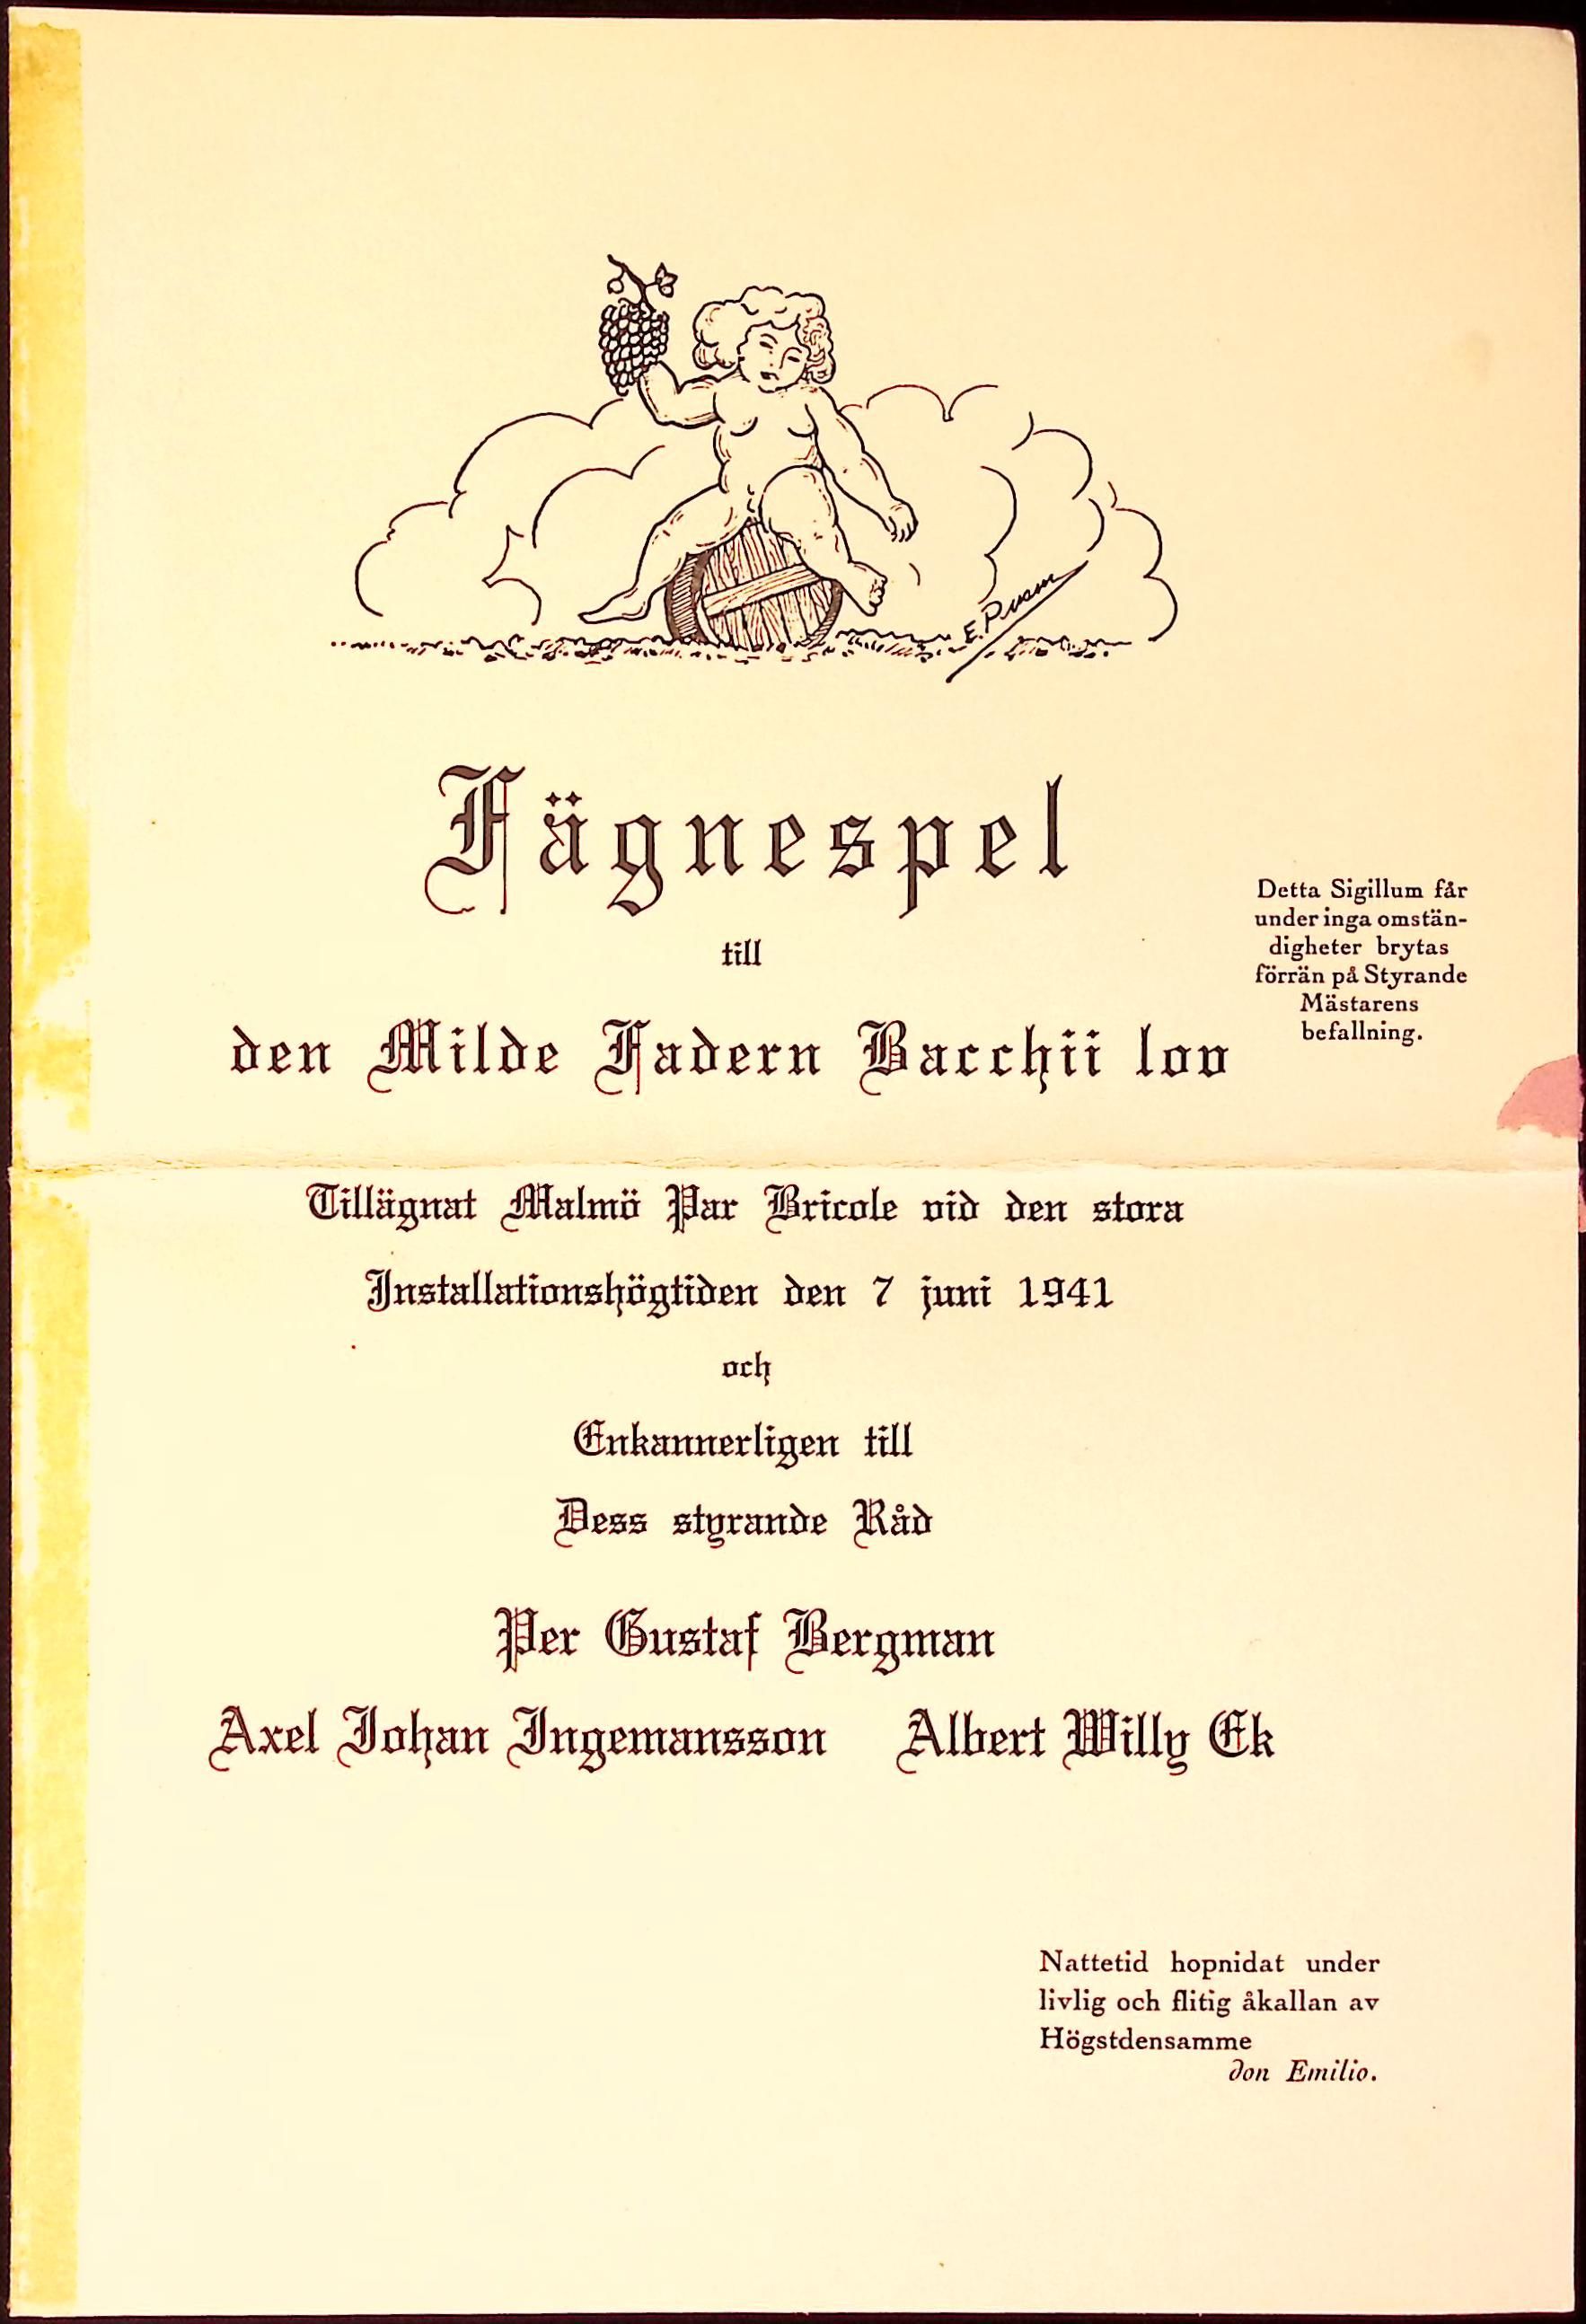 Fägnespel
till
den Milde Fadern Bacchii lov
Detta Sigillum får
under inga omstän-
digheter brytas
förrän på Styrande
Mästarens
befallning.
Tillägnat Malmö Par Bricole vid den stora
Installationshögtiden den 7 juni 1941
och
Enkannerligen till
Dess styrande Råd
Per Gustaf Bergman
Axel Johan Ingemansson Albert Willy Ek
Nattetid hopnidat under
livlig och flitig åkallan av
Högstdensamme
don Emilio.